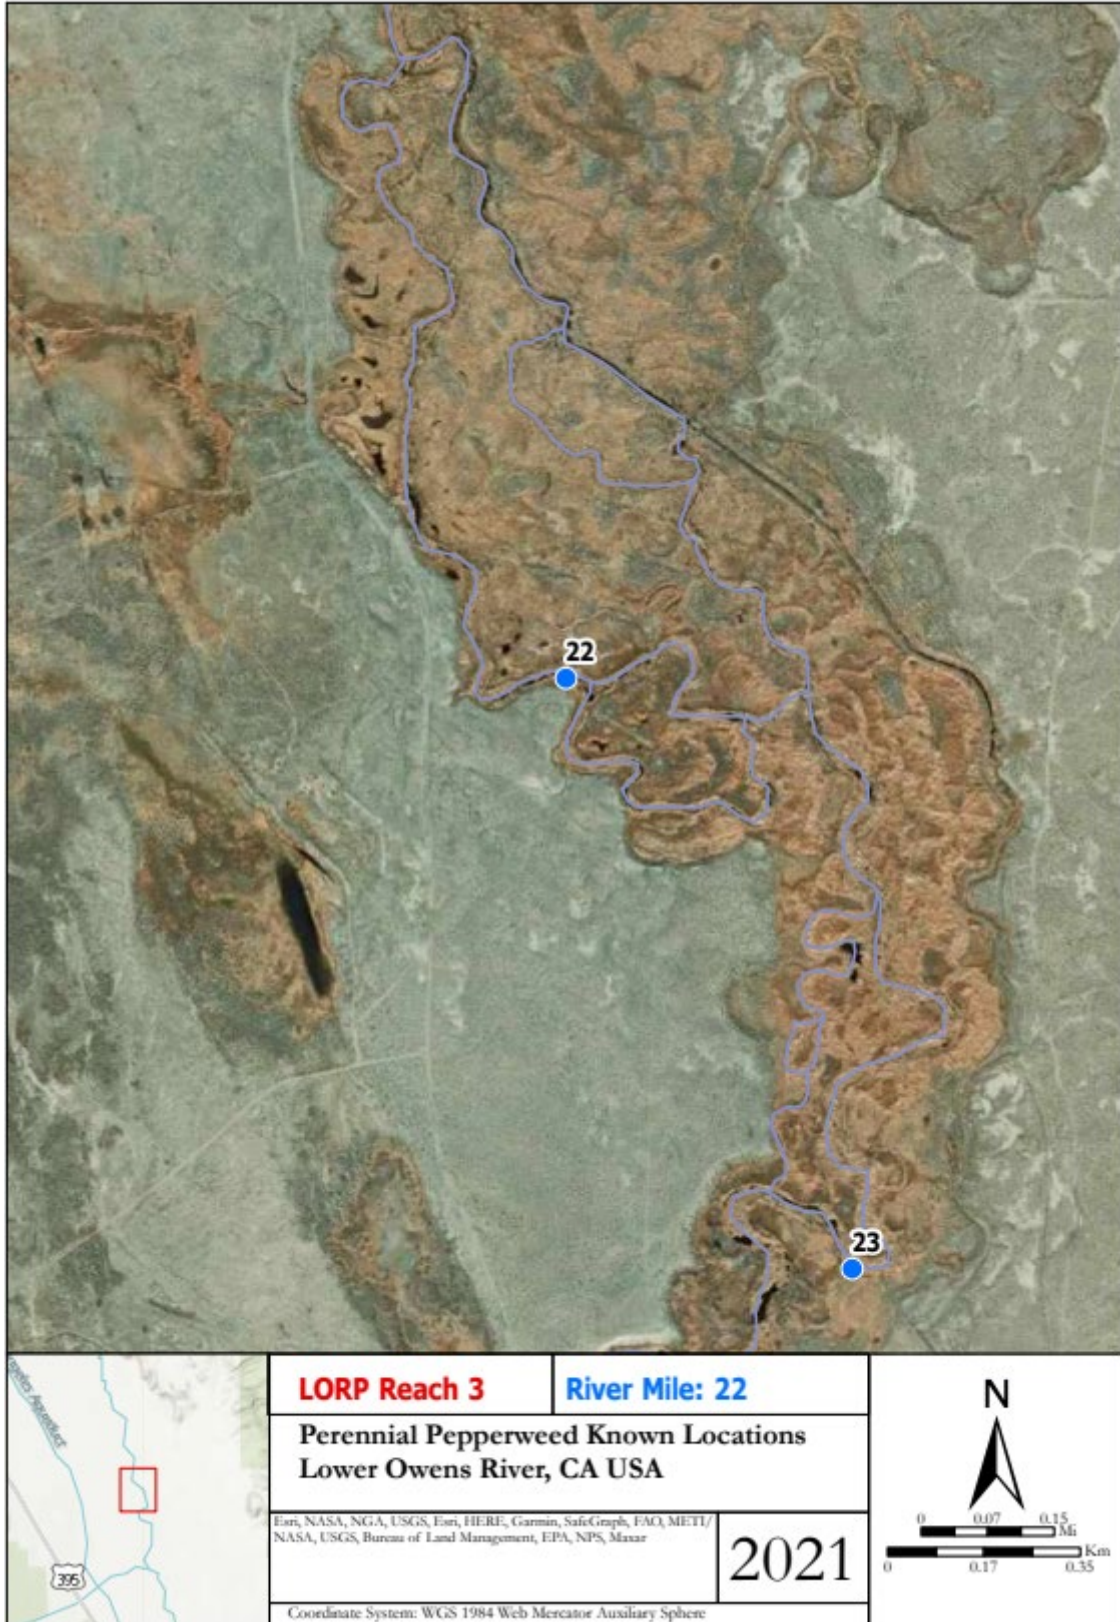 22
23
LORP Reach 3
River Mile: 22
Perennial Pepperweed Known Locations
Lower Owens River, CA USA
Esri, NASA, NGA, USGS, Esri, HERE, Garmin, SafeGraph, FAO, METI/
NASA, USGS, Bureau of Land Management, EPA, NPS, Maxar
2021
Coordinate System: WGS 1984 Web Mercator Auxiliary Sphere
Aqueduct
395
N
0 0.07 0.15
Mi
Km
0 0.17 0.35